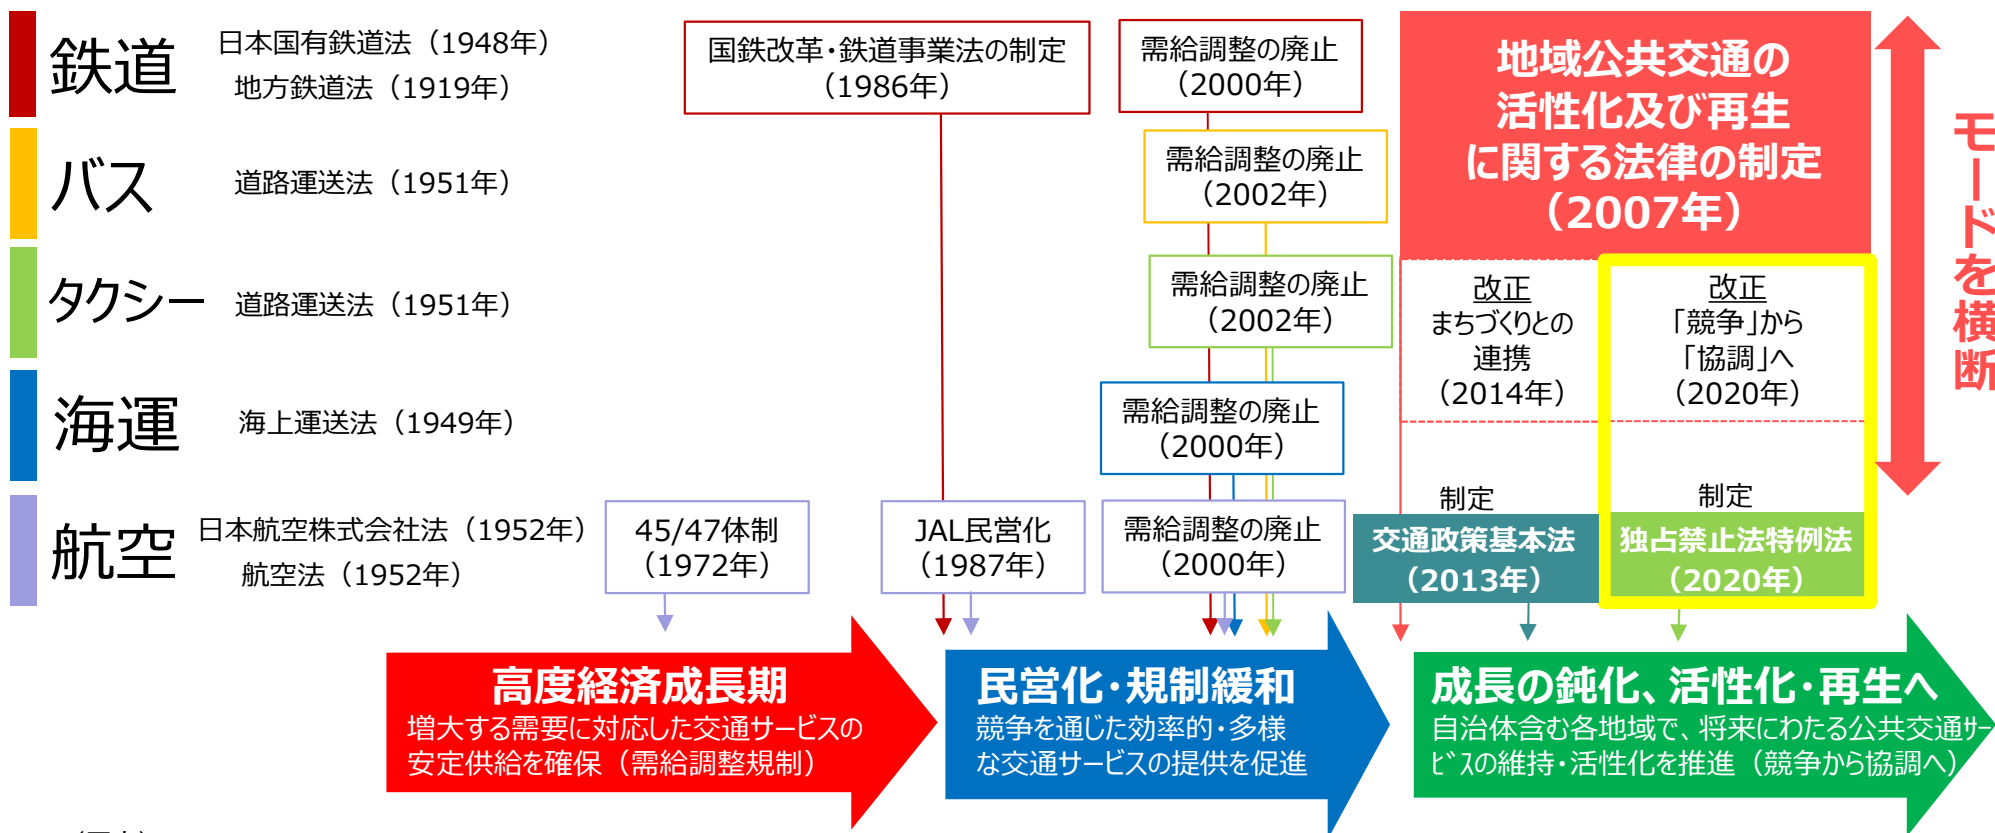 鉄道
日本国有鉄道法（1948年）
地方鉄道法（1919年）
国鉄改革・鉄道事業法の制定
（1986年）
需給調整の廃止
（2000年）
バス
道路運送法（1951年）
需給調整の廃止
（2002年）
タクシー
道路運送法（1951年）
需給調整の廃止
（2002年）
海運
海上運送法（1949年）
需給調整の廃止
（2000年）
航空
日本航空株式会社法（1952年）
航空法（1952年）
45/47体制
（1972年）
JAL民営化
（1987年）
需給調整の廃止
（2000年）
地域公共交通の
活性化及び再生
に関する法律の制定
（2007年）
改正
まちづくりとの
連携
（2014年）
改正
「競争」から
「協調」へ
（2020年）
制定
交通政策基本法
（2013年）
制定
独占禁止法特例法
（2020年）
モードを横断
高度経済成長期
増大する需要に対応した交通サービスの
安定供給を確保（需給調整規制）
民営化・規制緩和
競争を通じた効率的・多様
な交通サービスの提供を促進
成長の鈍化、活性化・再生へ
自治体含む各地域で、将来にわたる公共交通サー
ビスの維持・活性化を推進（競争から協調へ）